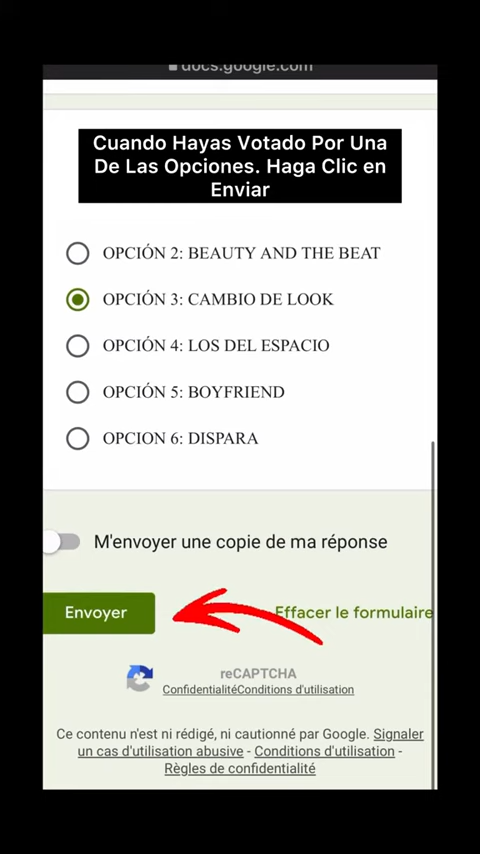 docs.google.com
Cuando Hayas Votado Por Una
De Las Opciones. Haga Clic en
Enviar
OPCIÓN 2: BEAUTY AND THE BEAT
OPCIÓN 3: CAMBIO DE LOOK
OPCIÓN 4: LOS DEL ESPACIO
OPCIÓN 5: BOYFRIEND
OPCION 6: DISPARA
M'envoyer une copie de ma réponse
Envoyer
Effacer le formulaire
reCAPTCHA
ConfidentialitéConditions d'utilisation
Ce contenu n'est ni rédigé, ni cautionné par Google. Signaler
un cas d'utilisation abusive - Conditions d'utilisation -
Règles de confidentialité